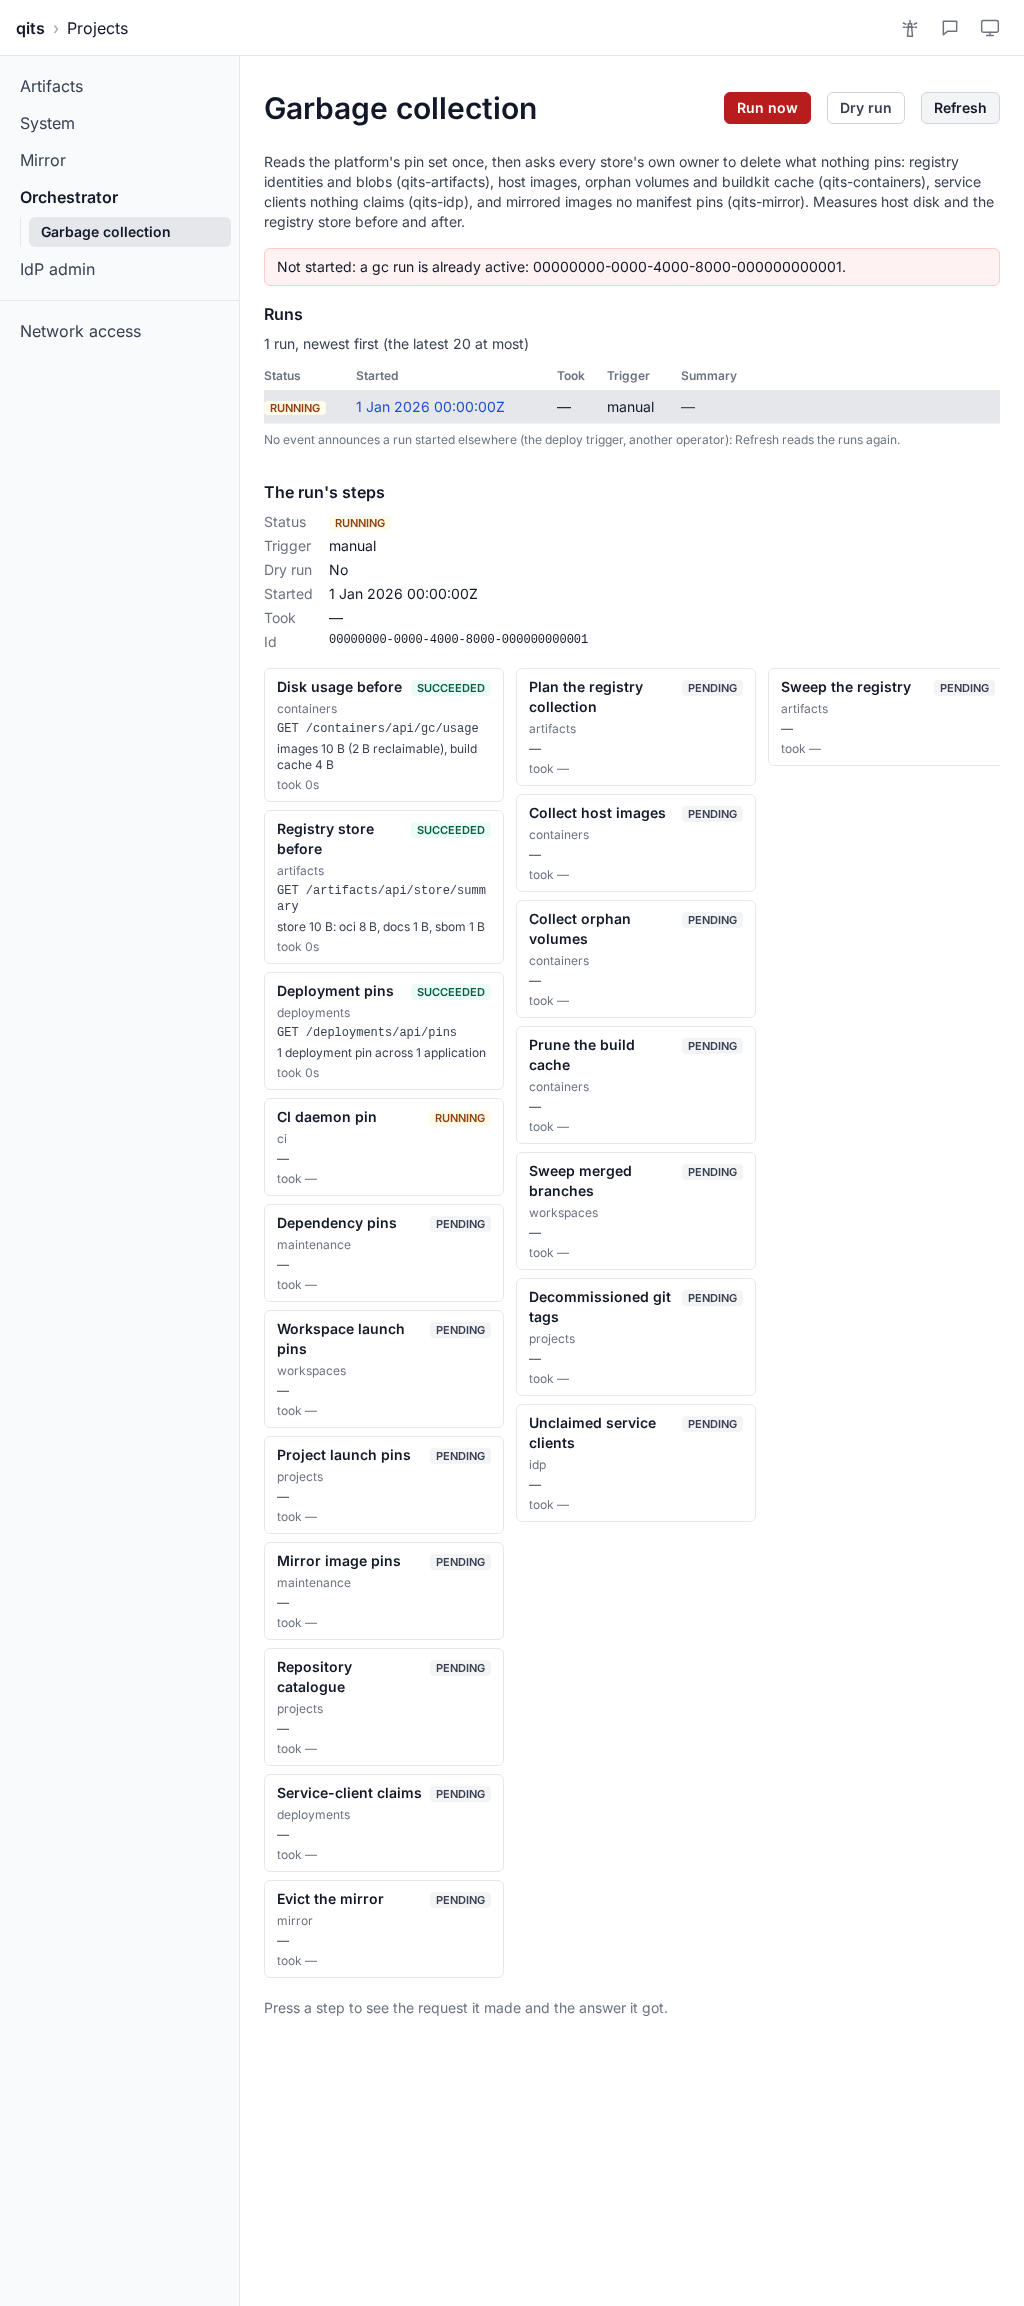 qits › Projects
Artifacts
System
Mirror
Orchestrator
Garbage collection
IdP admin
Network access
Garbage collection
Run now
Dry run
Refresh
Reads the platform's pin set once, then asks every store's own owner to delete what nothing pins: registry
identities and blobs (qits-artifacts), host images, orphan volumes and buildkit cache (qits-containers), service
clients nothing claims (qits-idp), and mirrored images no manifest pins (qits-mirror). Measures host disk and the
registry store before and after.
Not started: a gc run is already active: 00000000-0000-4000-8000-000000000001.
Runs
1 run, newest first (the latest 20 at most)
Status Started Took Trigger Summary
RUNNING 1 Jan 2026 00:00:00Z — manual —
No event announces a run started elsewhere (the deploy trigger, another operator): Refresh reads the runs again.
The run's steps
Status RUNNING
Trigger manual
Dry run No
Started 1 Jan 2026 00:00:00Z
Took —
Id 00000000-0000-4000-8000-000000000001
Disk usage before SUCCEEDED
containers
GET /containers/api/gc/usage
images 10 B (2 B reclaimable), build
cache 4 B
took 0s
Registry store
before
SUCCEEDED
artifacts
GET /artifacts/api/store/summ
ary
store 10 B: oci 8 B, docs 1 B, sbom 1 B
took 0s
Deployment pins SUCCEEDED
deployments
GET /deployments/api/pins
1 deployment pin across 1 application
took 0s
CI daemon pin RUNNING
ci
—
took —
Dependency pins PENDING
maintenance
—
took —
Workspace launch
pins
PENDING
workspaces
—
took —
Project launch pins PENDING
projects
—
took —
Mirror image pins PENDING
maintenance
—
took —
Repository
catalogue
PENDING
projects
—
took —
Service-client claims PENDING
deployments
—
took —
Evict the mirror PENDING
mirror
—
took —
Plan the registry
collection
PENDING
artifacts
—
took —
Collect host images PENDING
containers
—
took —
Collect orphan
volumes
PENDING
containers
—
took —
Prune the build
cache
PENDING
containers
—
took —
Sweep merged
branches
PENDING
workspaces
—
took —
Decommissioned git
tags
PENDING
projects
—
took —
Unclaimed service
clients
PENDING
idp
—
took —
Sweep the registry PENDING
artifacts
—
took —
Press a step to see the request it made and the answer it got.